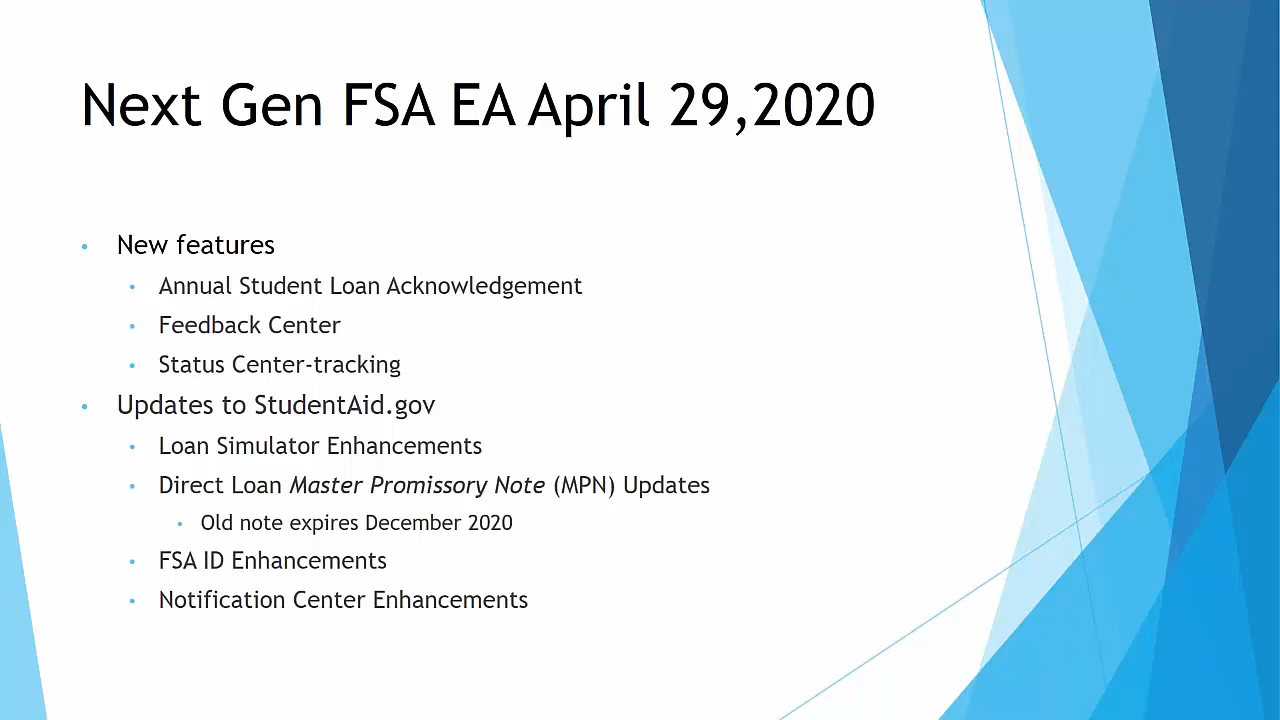 Next Gen FSA EA April 29,2020
• New features
• Annual Student Loan Acknowledgement
• Feedback Center
• Status Center-tracking
• Updates to StudentAid.gov
• Loan Simulator Enhancements
• Direct Loan Master Promissory Note (MPN) Updates
• Old note expires December 2020
• FSA ID Enhancements
• Notification Center Enhancements